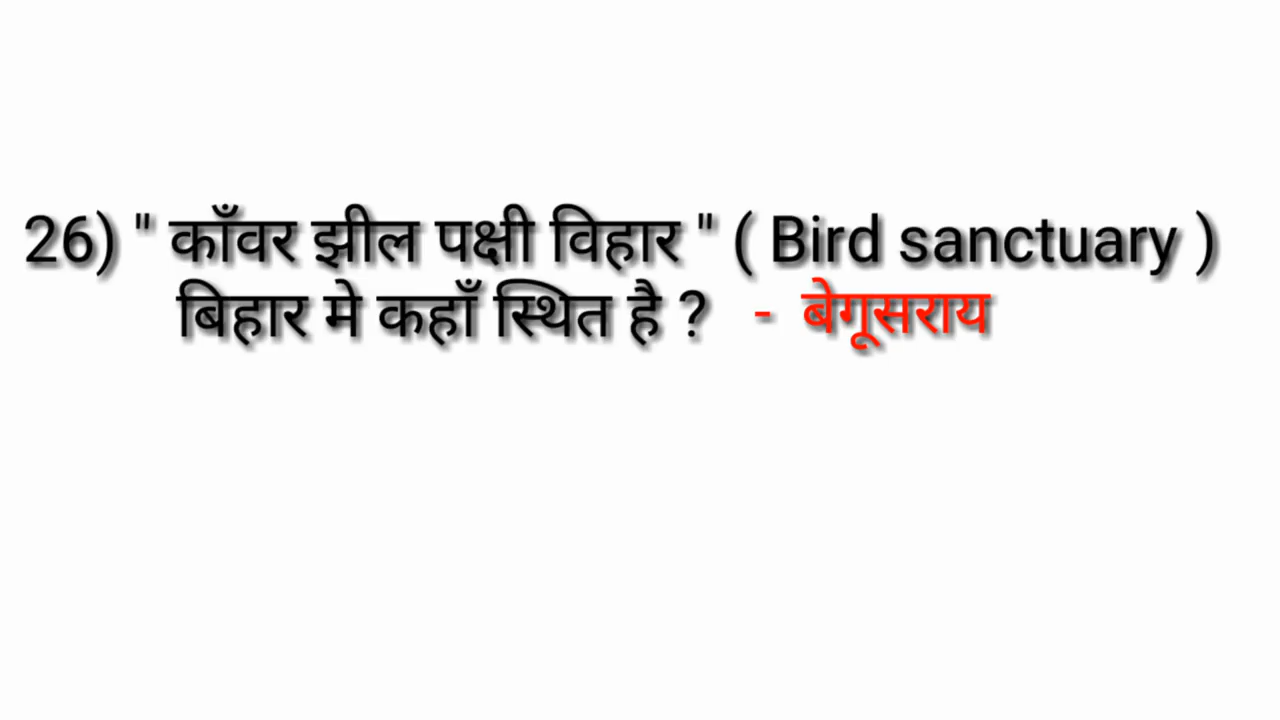 26) " काँवर झील पक्षी विहार " ( Bird sanctuary )
बिहार मे कहाँ स्थित है ? - बेगूसराय